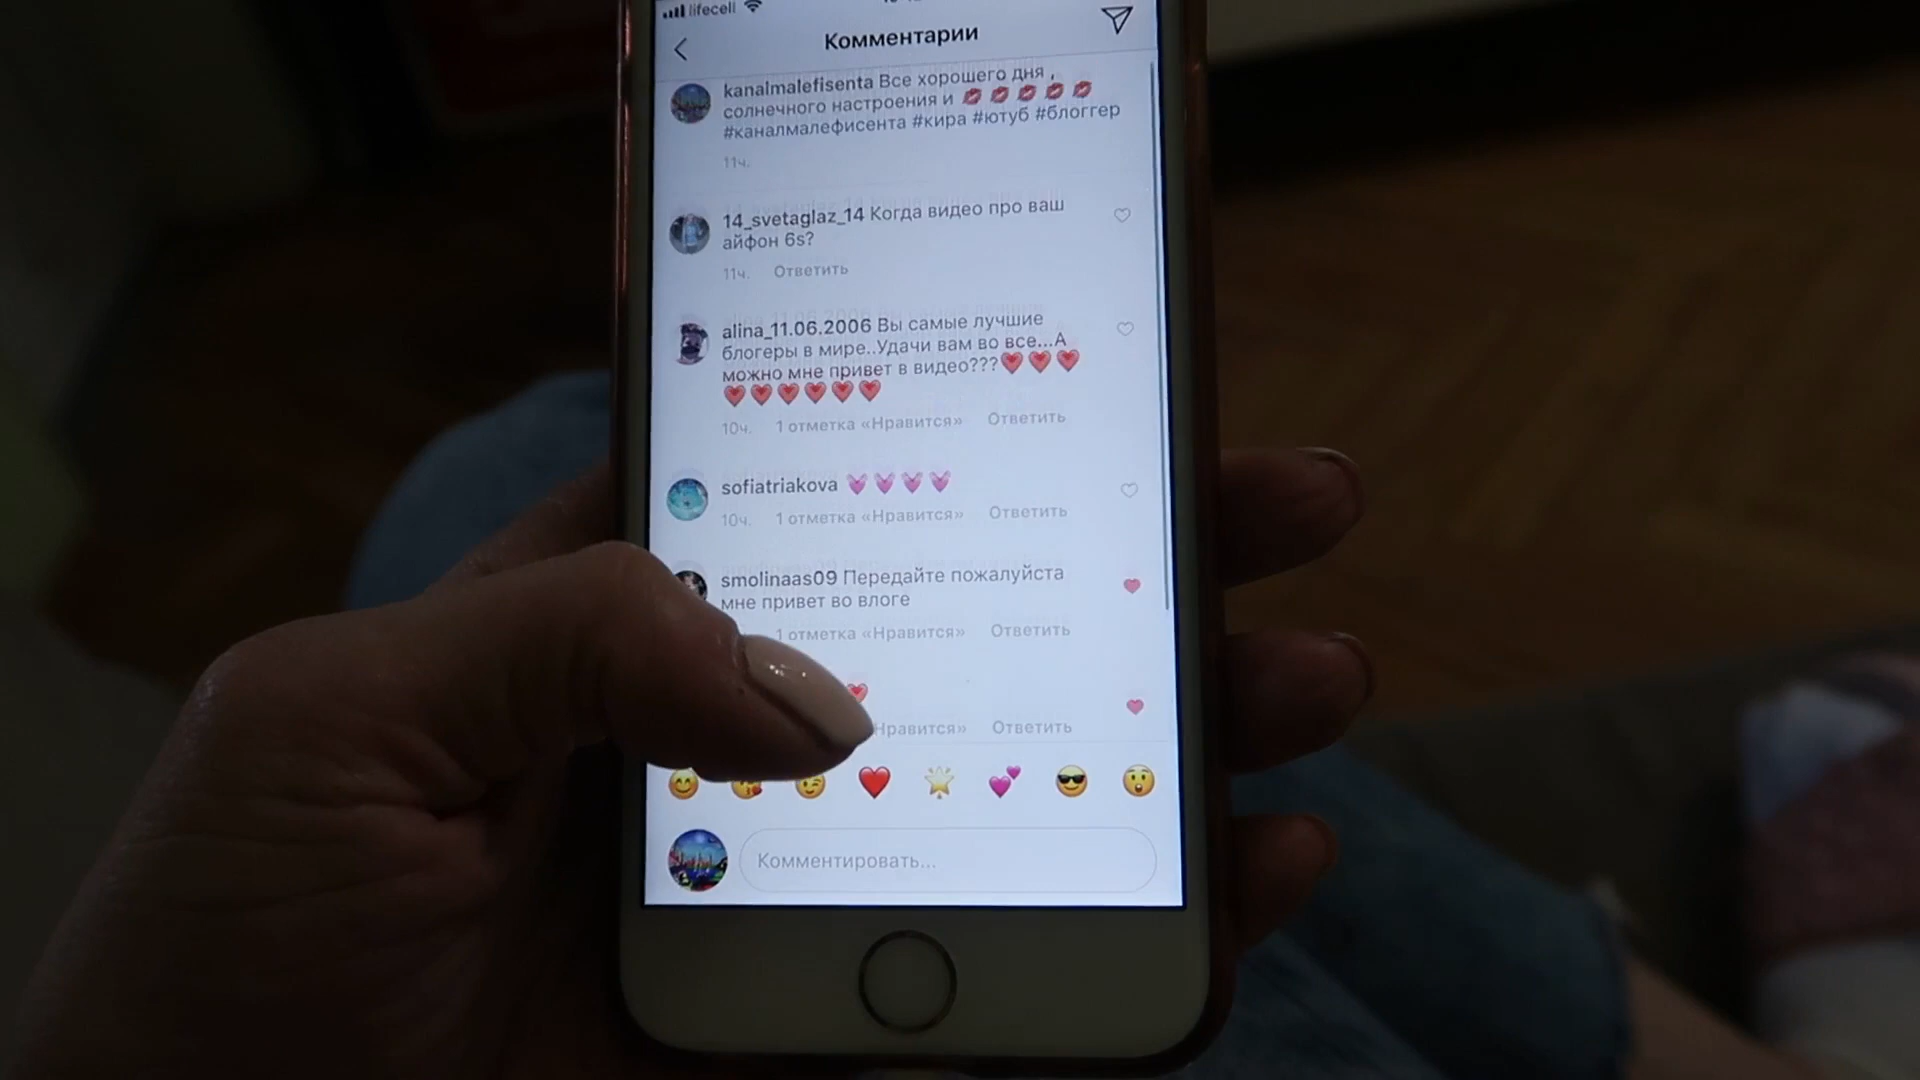 lifecell
Комментарии
kanalmalefisenta Все хорошего дня ,
солнечного настроения и 💋💋💋💋💋
#каналмалефисента #кира #ютуб #блоггер
11ч.
14_svetaglaz_14 Когда видео про ваш
айфон 6s?
11ч. Ответить
alina_11.06.2006 Вы самые лучшие
блогеры в мире..Удачи вам во все...А
можно мне привет в видео???❤❤❤
❤❤❤❤❤❤
10ч. 1 отметка «Нравится» Ответить
sofiatriakova 💓💓💓💓
10ч. 1 отметка «Нравится» Ответить
smolinaas09 Передайте пожалуйста
мне привет во влоге
1 отметка «Нравится» Ответить
Нравится» Ответить
Комментировать...